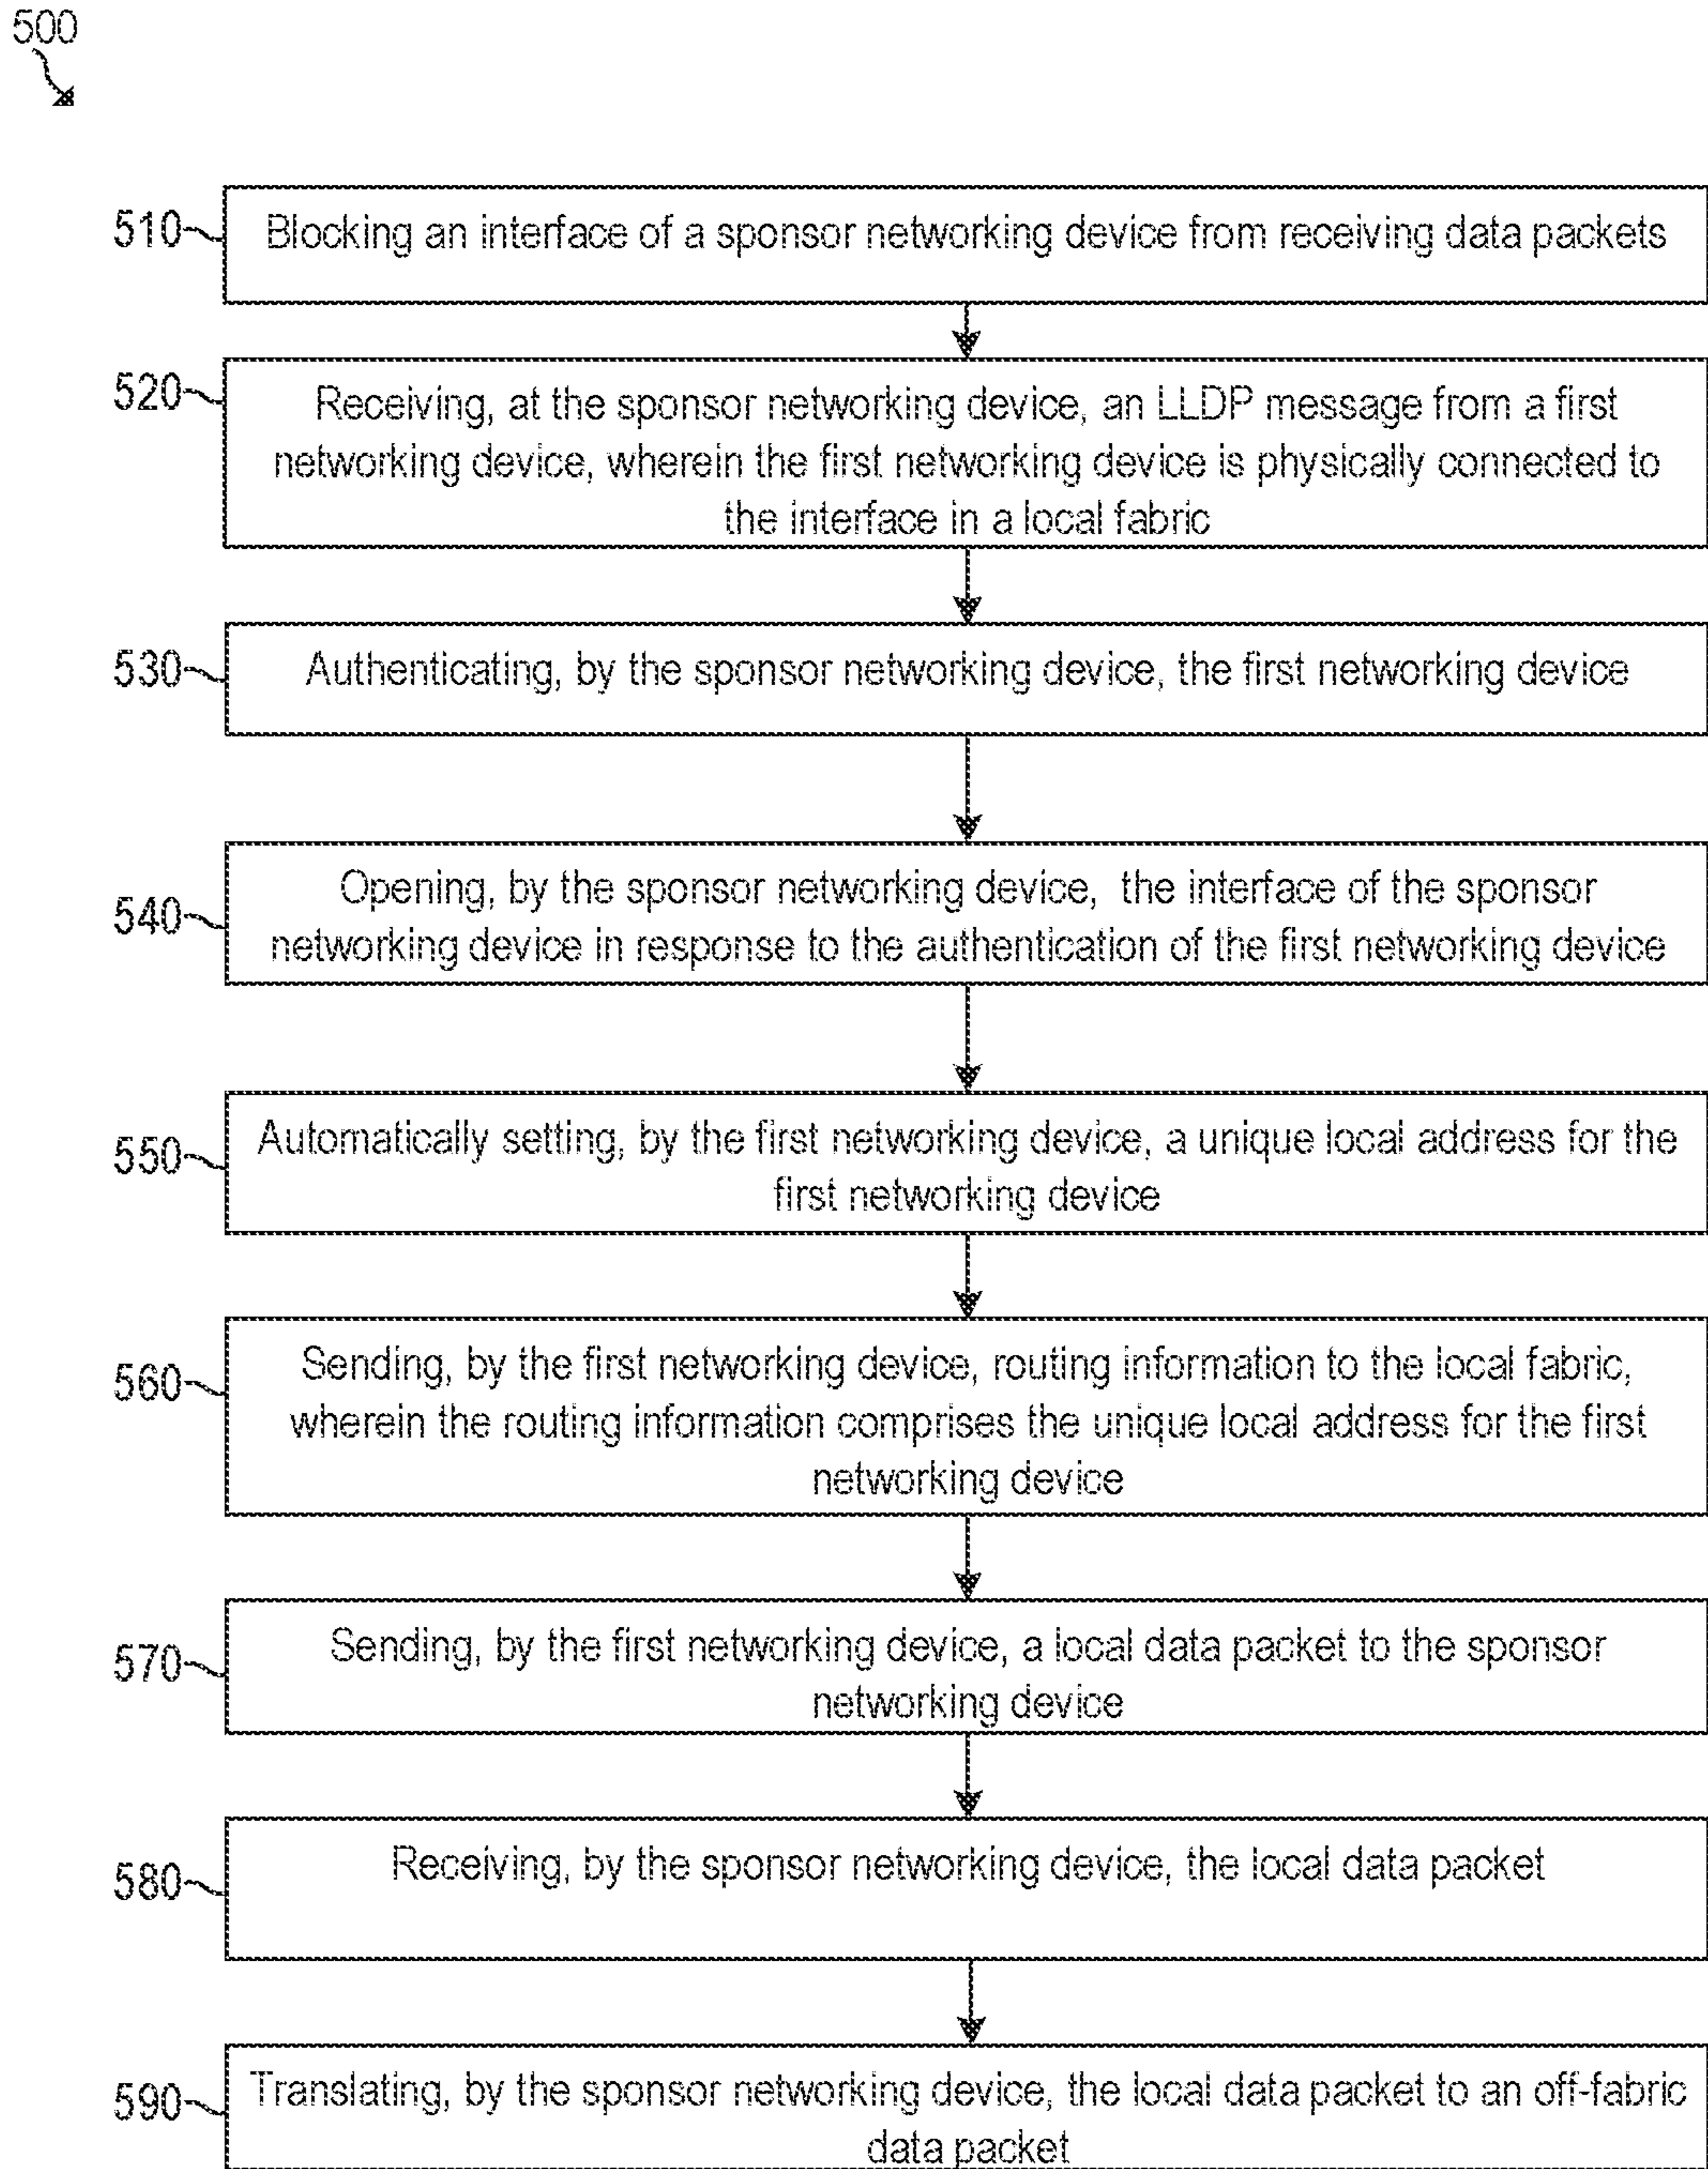 500
510
Blocking an interface of a sponsor networking device from receiving data packets
520
Receiving, at the sponsor networking device, an LLDP message from a first
networking device, wherein the first networking device is physically connected to
the interface in a local fabric
530
Authenticating, by the sponsor networking device, the first networking device
540
Opening, by the sponsor networking device, the interface of the sponsor
networking device in response to the authentication of the first networking device
550
Automatically setting, by the first networking device, a unique local address for the
first networking device
560
Sending, by the first networking device, routing information to the local fabric,
wherein the routing information comprises the unique local address for the first
networking device
570
Sending, by the first networking device, a local data packet to the sponsor
networking device
580
Receiving, by the sponsor networking device, the local data packet
590
Translating, by the sponsor networking device, the local data packet to an off-fabric
data packet